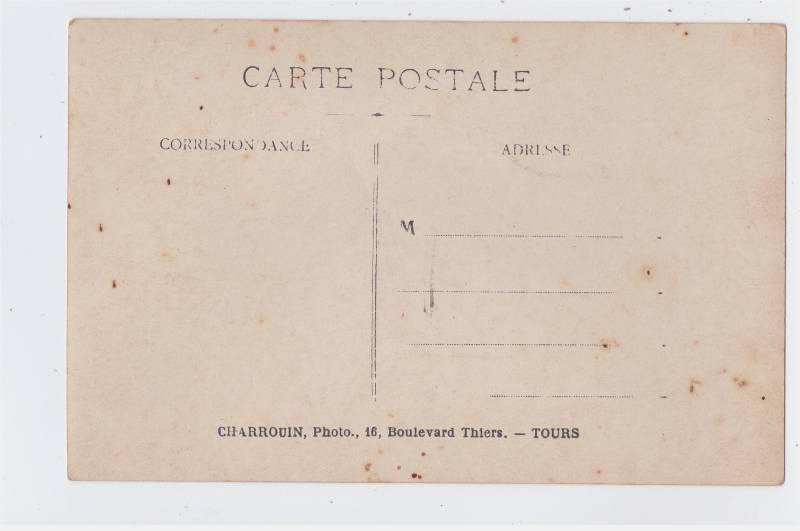 CARTE POSTALE
CORRESPONDANCE
ADRESSE
M
CHARROUIN, Photo., 16, Boulevard Thiers. — TOURS